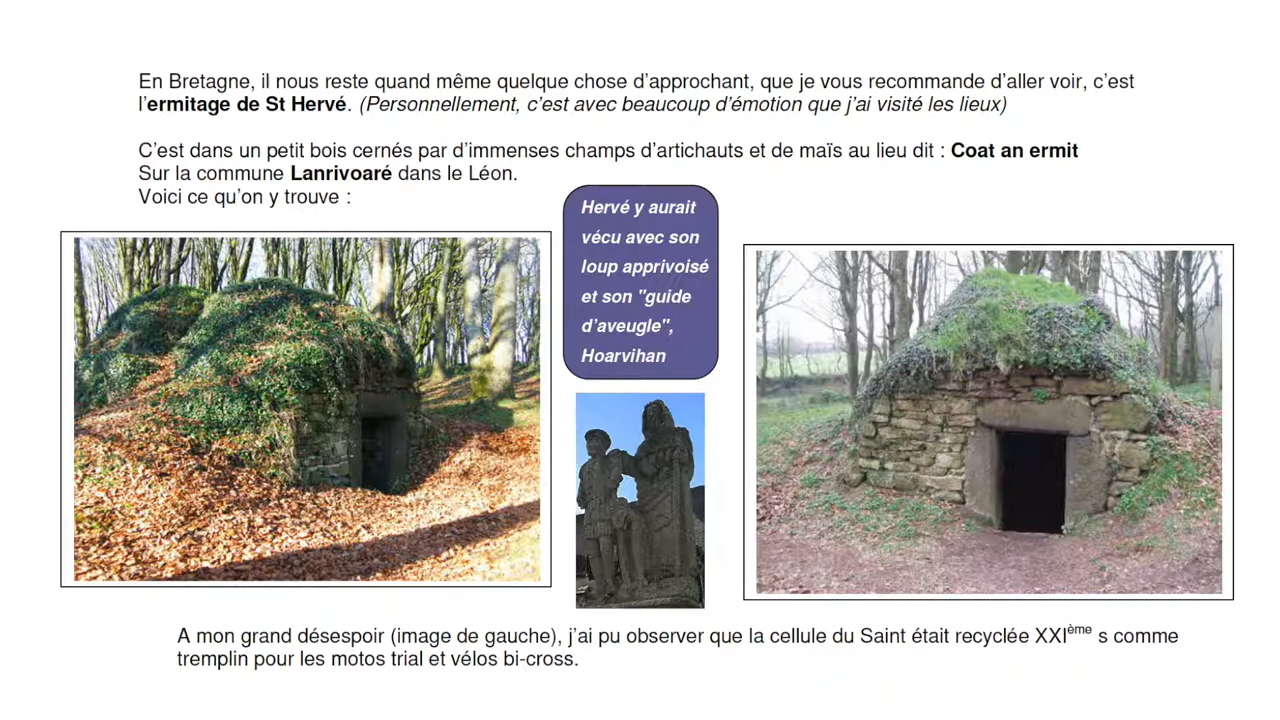 En Bretagne, il nous reste quand même quelque chose d'approchant, que je vous recommande d'aller voir, c'est
l'ermitage de St Hervé. (Personnellement, c'est avec beaucoup d'émotion que j'ai visité les lieux)
C'est dans un petit bois cernés par d'immenses champs d'artichauts et de maïs au lieu dit : Coat an ermit
Sur la commune Lanrivoaré dans le Léon.
Voici ce qu'on y trouve :
Hervé y aurait
vécu avec son
loup apprivoisé
et son "guide
d'aveugle",
Hoarvihan
A mon grand désespoir (image de gauche), j'ai pu observer que la cellule du Saint était recyclée XXIème s comme
tremplin pour les motos trial et vélos bi-cross.